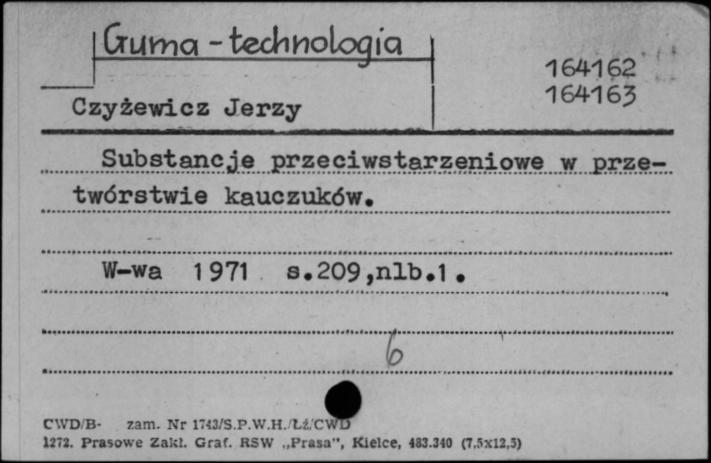 Guma - technologia
164162
164163
Czyżewicz Jerzy
Substancje przeciwstarzeniowe w prze-
twórstwie kauczuków.
W-wa 1971 s.209,nlb.1.
6
CWD/B- zam. Nr 1743/S.P.W.H./Łź/CWD
1272. Prasowe Zakł. Graf. RSW „Prasa", Kielce, 483.340 (7,5x12,5)